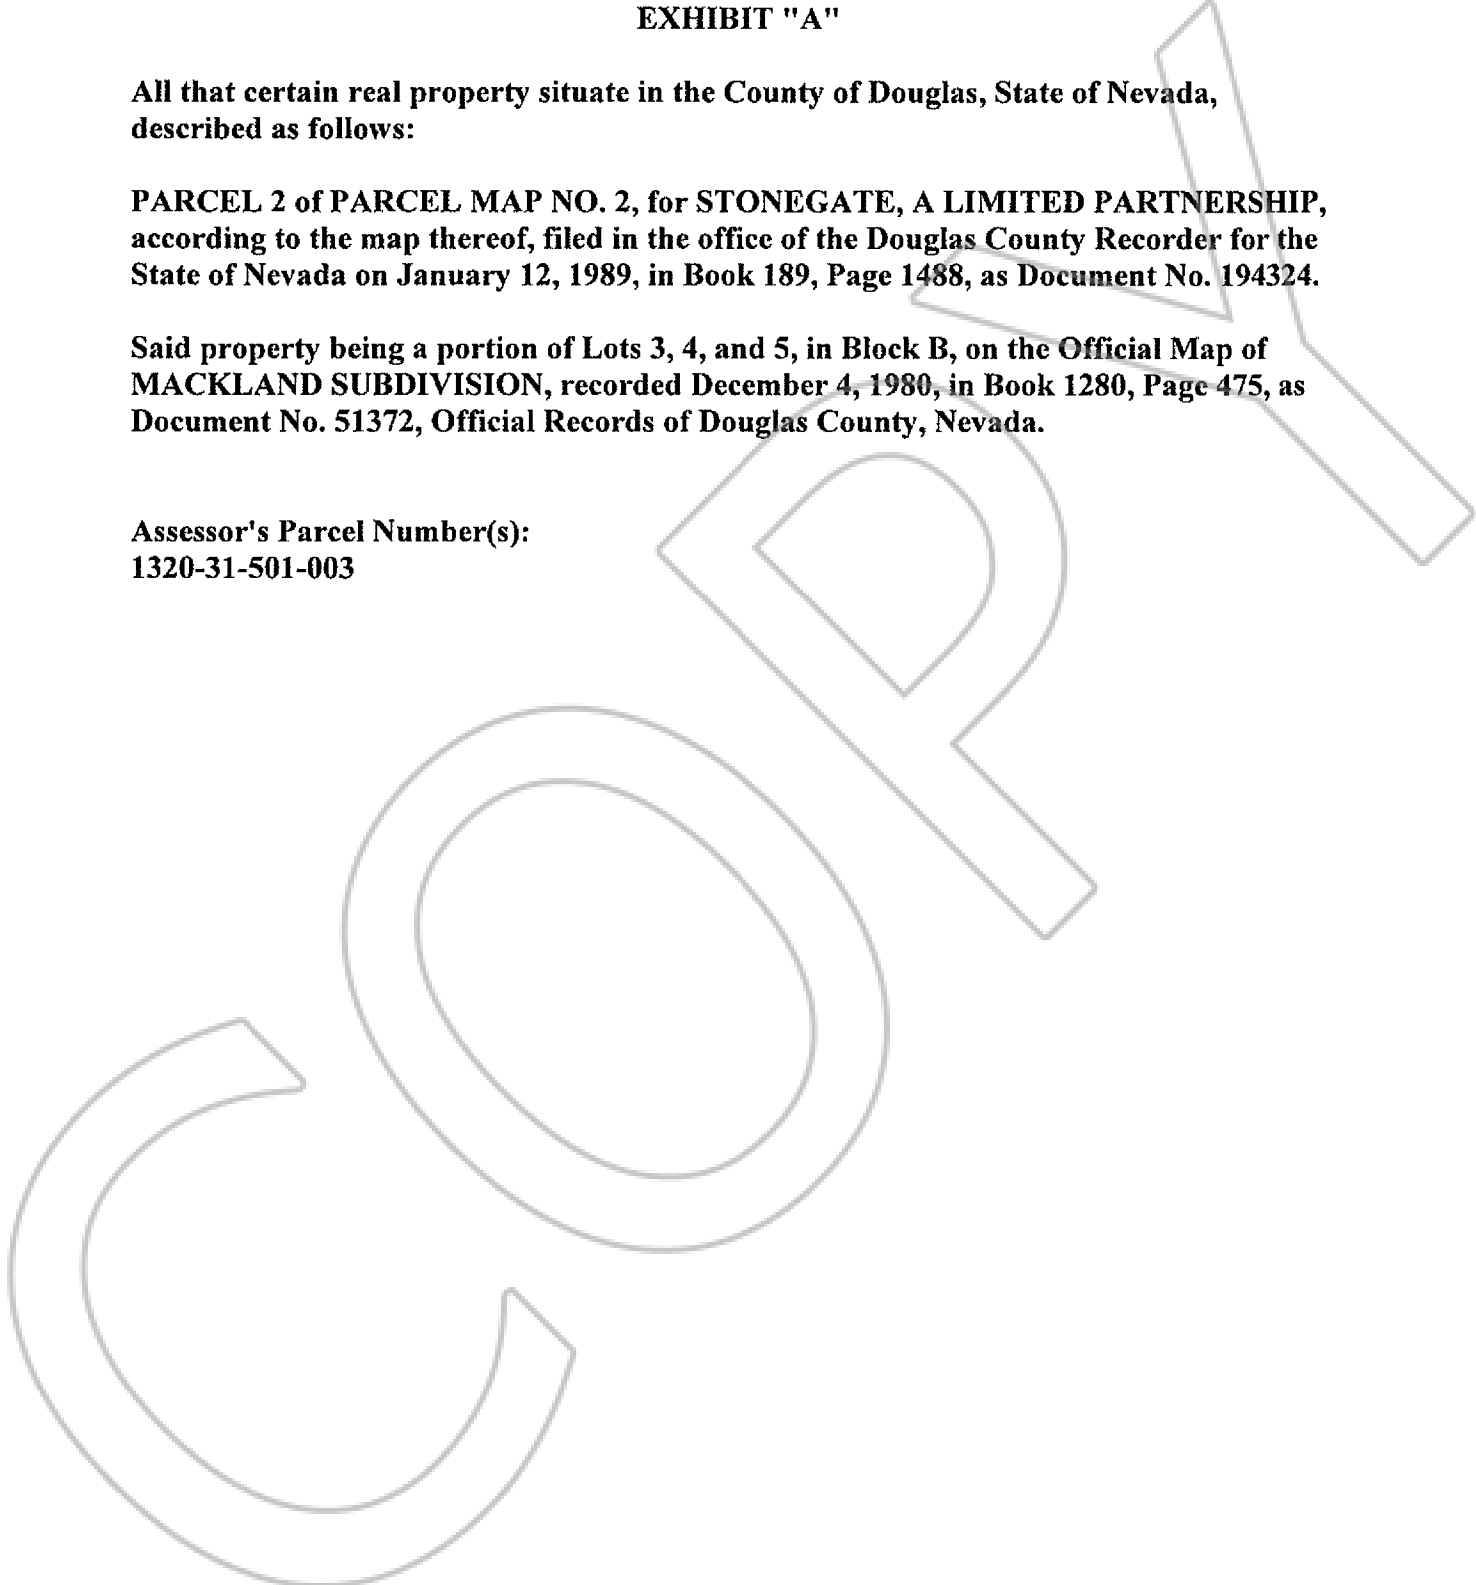 EXHIBIT "A"
All that certain real property situate in the County of Douglas, State of Nevada,
described as follows:
PARCEL 2 of PARCEL MAP NO. 2, for STONEGATE, A LIMITED PARTNERSHIP,
according to the map thereof, filed in the office of the Douglas County Recorder for the
State of Nevada on January 12, 1989, in Book 189, Page 1488, as Document No. 194324.
Said property being a portion of Lots 3, 4, and 5, in Block B, on the Official Map of
MACKLAND SUBDIVISION, recorded December 4, 1980, in Book 1280, Page 475, as
Document No. 51372, Official Records of Douglas County, Nevada.
Assessor's Parcel Number(s):
1320-31-501-003
COPY